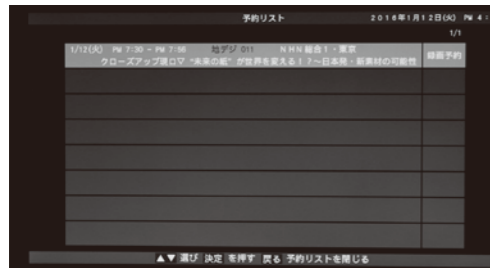 予約リスト 2016年1月12日(火) PM 4:
1/1
1/12(火) PM 7:30 - PM 7:56 地デジ 011 NHN総合1・東京
クローズアップ現□▽ “未来の紙”が世界を変える!?~日本発・新素材の可能性 録画予約
▲▼ 選び 決定 を押す 戻る 予約リストを閉じる